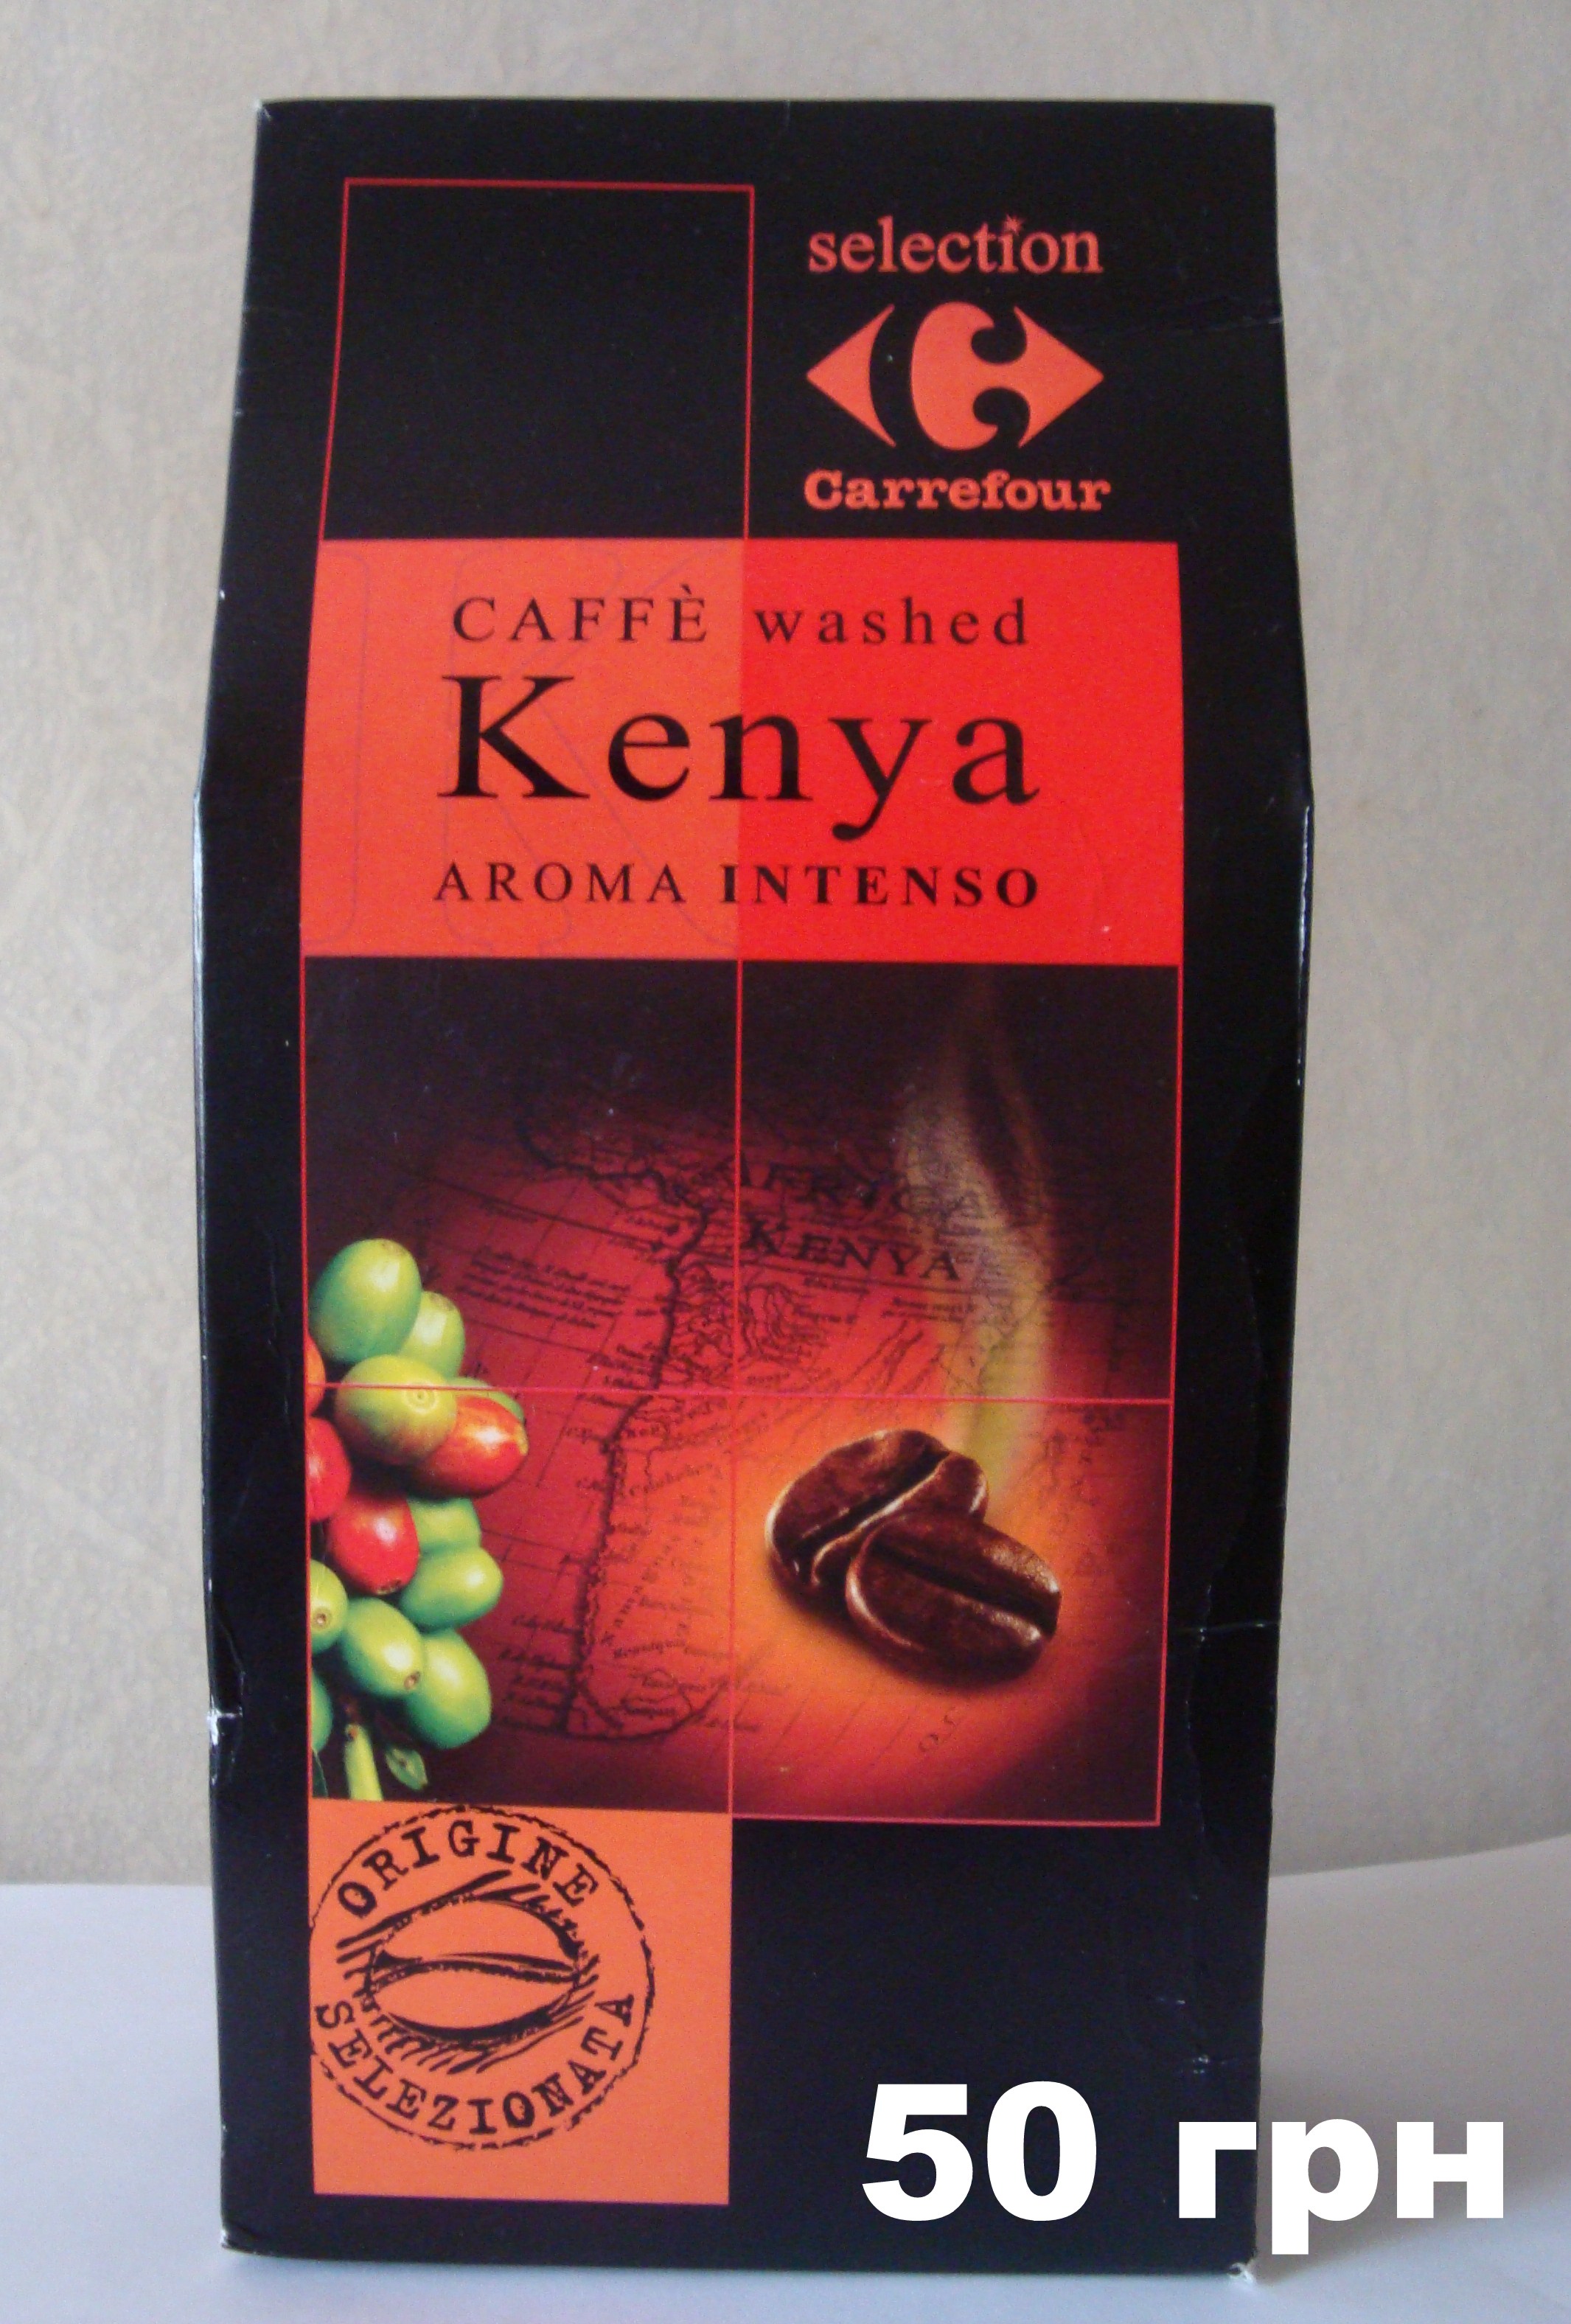 selection
Carrefour
CAFFÈ washed
Kenya
AROMA INTENSO
AFRICA
KENYA
ORIGINE
SELEZIONATA
50 грн